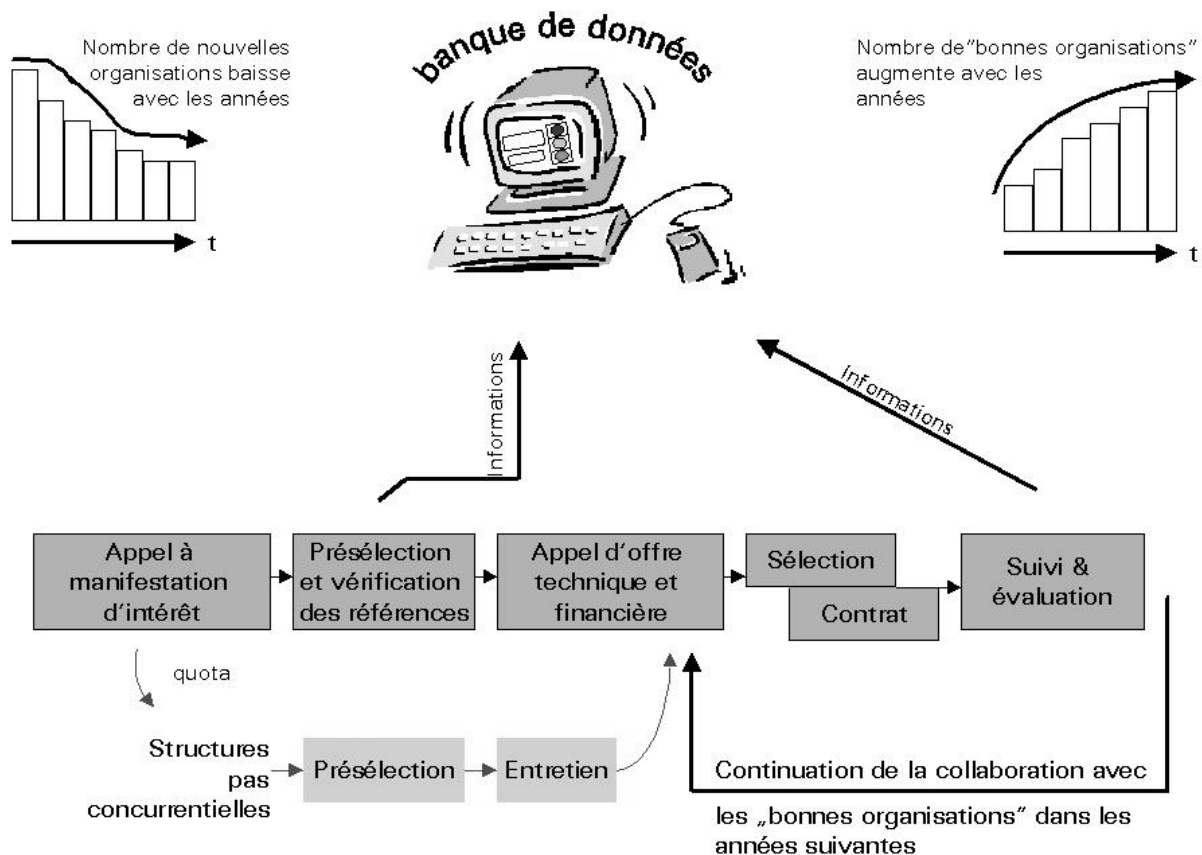 Nombre de nouvelles
organisations baisse
avec les années
t
banque de données
Nombre de "bonnes organisations"
augmente avec les
années
t
Informations
Informations
Appel à
manifestation
d'intérêt
Présélection
et vérification
des références
Appel d'offre
technique et
financière
Sélection
Contrat
Suivi &
évaluation
quota
Structures
pas
concurrentielles
Présélection
Entretien
Continuation de la collaboration avec
les „bonnes organisations" dans les
années suivantes